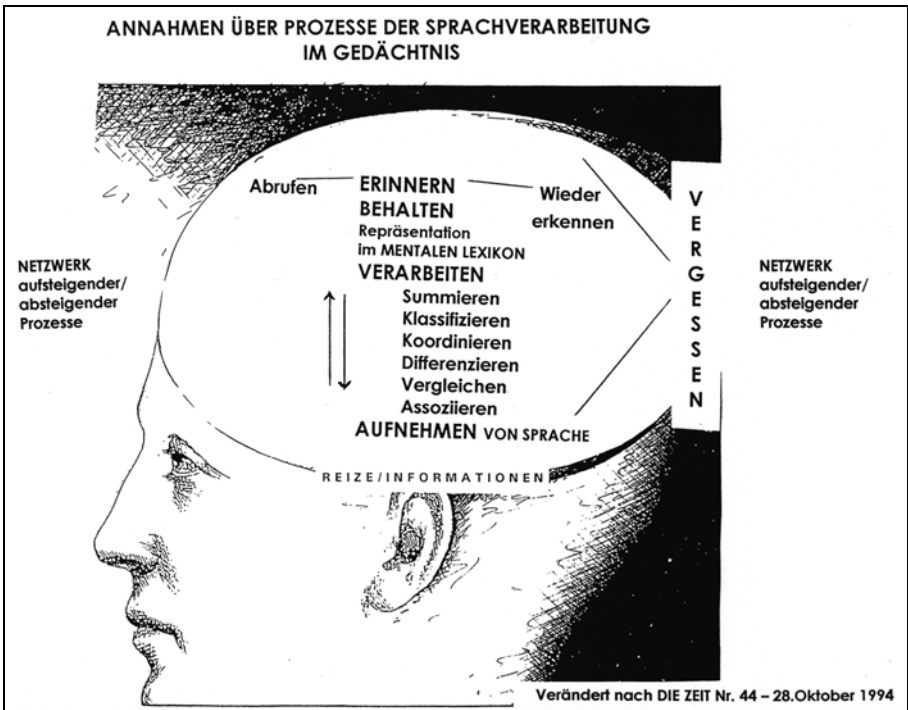 ANNAHMEN ÜBER PROZESSE DER SPRACHVERARBEITUNG
IM GEDÄCHTNIS
Abrufen
ERINNERN
Wieder
erkennen
BEHALTEN
Repräsentation
im MENTALEN LEXIKON
VERARBEITEN
Summieren
Klassifizieren
Koordinieren
Differenzieren
Vergleichen
Assoziieren
AUFNEHMEN VON SPRACHE
REIZE/INFORMATIONEN
NETZWERK
aufsteigender/
absteigender
Prozesse
VERGESSEN
NETZWERK
aufsteigender/
absteigender
Prozesse
Verändert nach DIE ZEIT Nr. 44 – 28.Oktober 1994